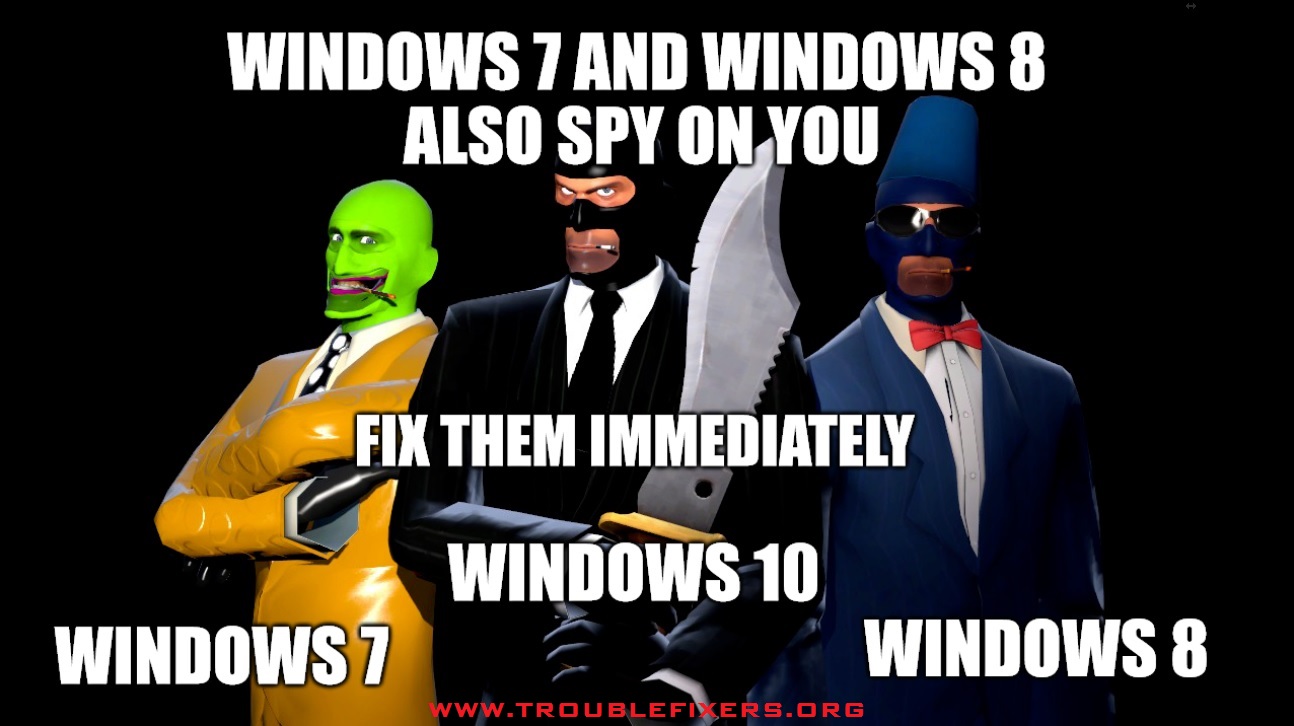 WINDOWS 7 AND WINDOWS 8
ALSO SPY ON YOU
FIX THEM IMMEDIATELY
WINDOWS 10
WINDOWS 7
WINDOWS 8
WWW.TROUBLEFIXERS.ORG